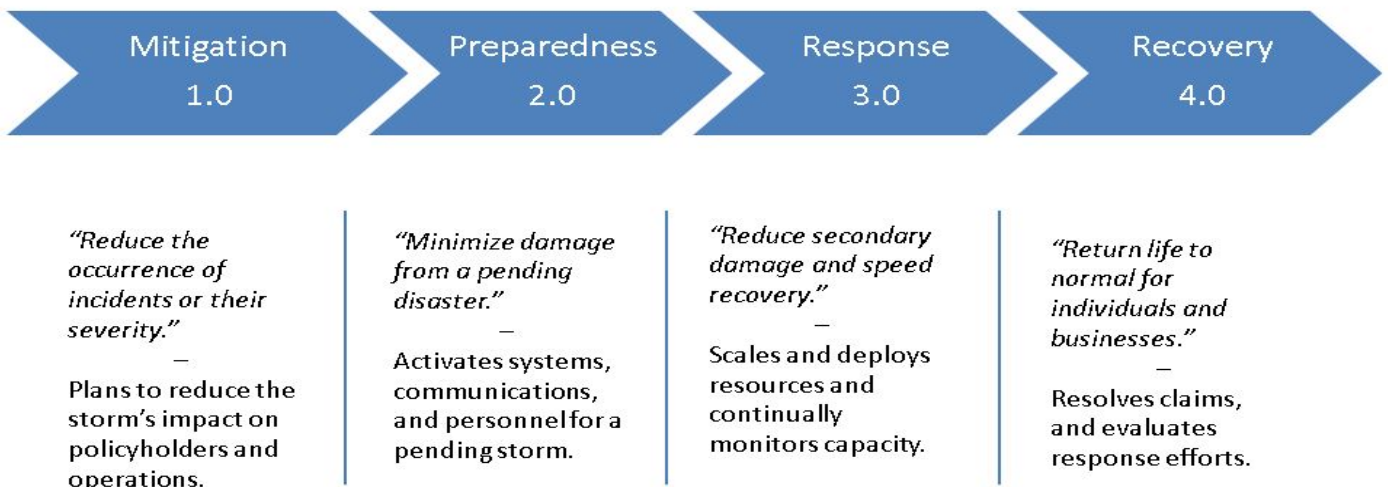 Mitigation
1.0
Preparedness
2.0
Response
3.0
Recovery
4.0
“Reduce the
occurrence of
incidents or their
severity.”
–
Plans to reduce the
storm’s impact on
policyholders and
operations.
“Minimize damage
from a pending
disaster.”
–
Activates systems,
communications,
and personnel for a
pending storm.
“Reduce secondary
damage and speed
recovery.”
–
Scales and deploys
resources and
continually
monitors capacity.
“Return life to
normal for
individuals and
businesses.”
–
Resolves claims,
and evaluates
response efforts.